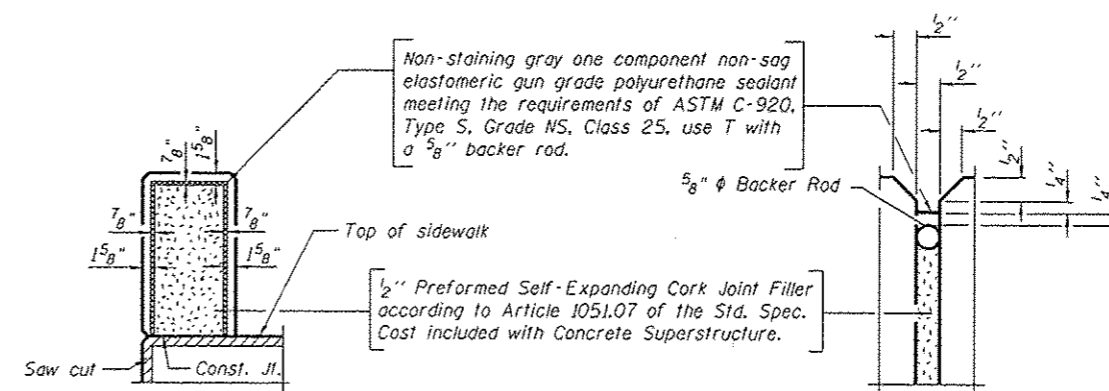 Non-staining gray one component non-sag
elastomeric gun grade polyurethane sealant
meeting the requirements of ASTM C-920,
Type S, Grade NS, Class 25, use T with
a 5/8" backer rod.
1/2"
1/2"
1/2"
1/2"
1/4"
1/4"
7/8"
1 5/8"
5/8" ϕ Backer Rod
7/8"
7/8"
1 5/8"
1 5/8"
Top of sidewalk
1/2" Preformed Self-Expanding Cork Joint Filler
according to Article 1051.07 of the Std. Spec.
Cost included with Concrete Superstructure.
Saw cut
Const. Jt.